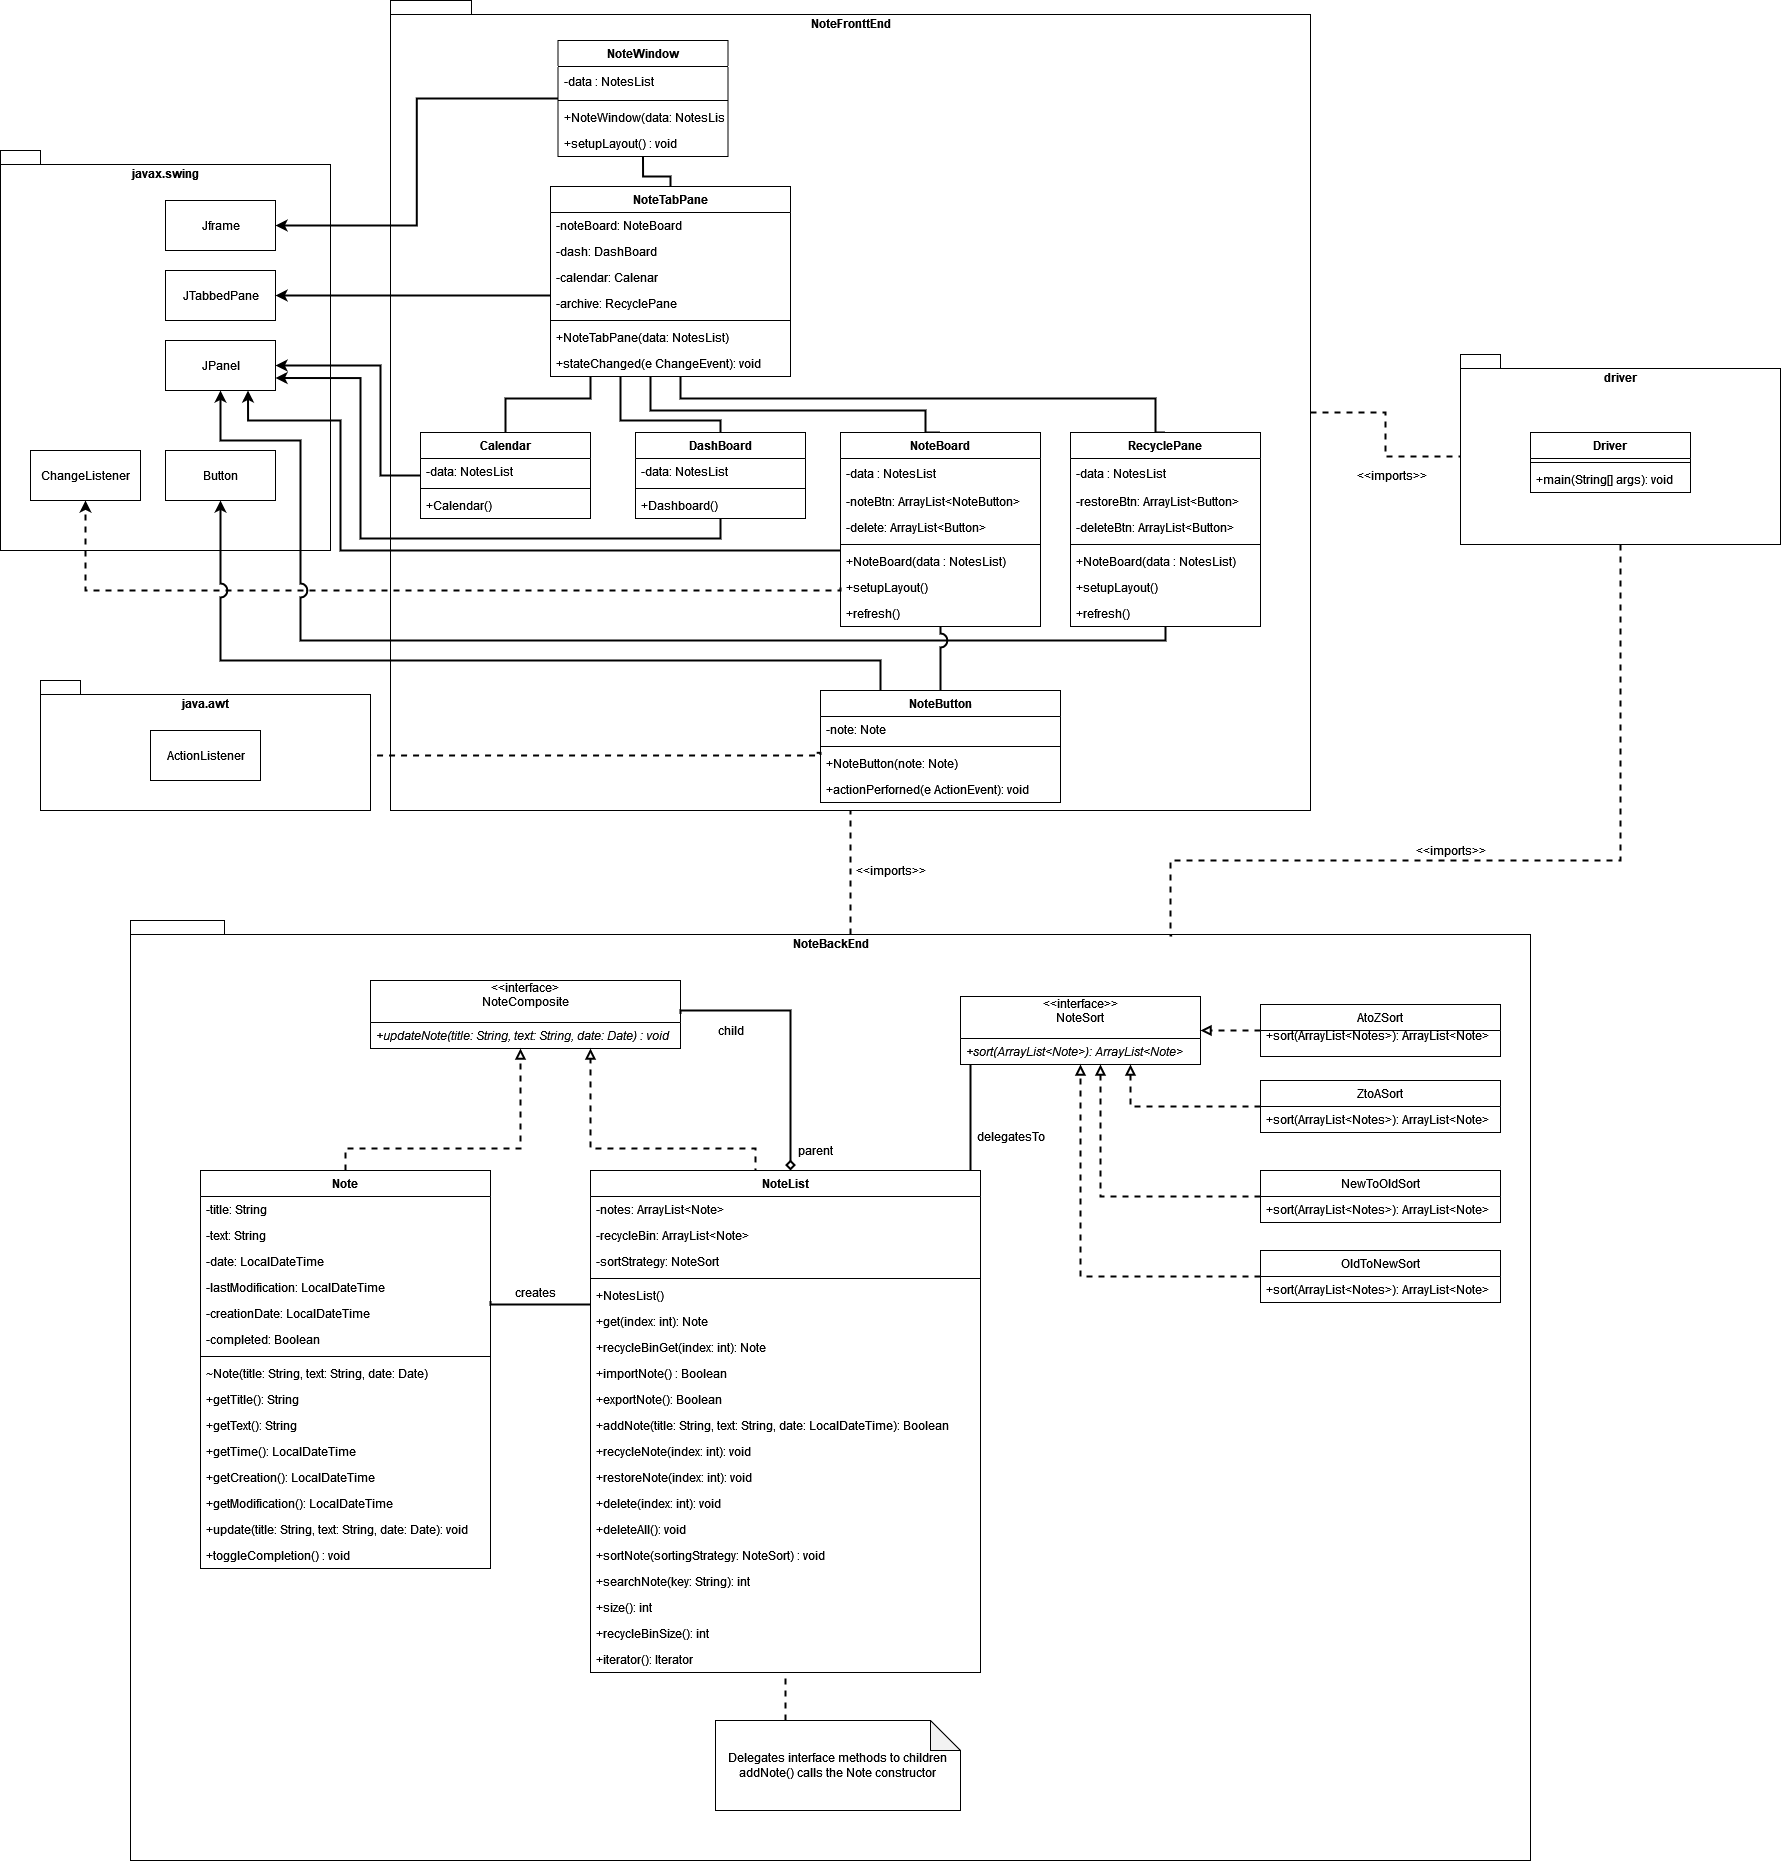 NoteFronttEnd
NoteWindow
-data : NotesList
+NoteWindow(data: NotesLis
+setupLayout() : void
javax.swing
Jframe
JTabbedPane
JPanel
ChangeListener
Button
NoteTabPane
-noteBoard: NoteBoard
-dash: DashBoard
-calendar: Calenar
-archive: RecyclePane
+NoteTabPane(data: NotesList)
+stateChanged(e ChangeEvent): void
Calendar
-data: NotesList
+Calendar()
DashBoard
-data: NotesList
+Dashboard()
NoteBoard
-data : NotesList
-noteBtn: ArrayList<NoteButton>
-delete: ArrayList<Button>
+NoteBoard(data : NotesList)
+setupLayout()
+refresh()
RecyclePane
-data : NotesList
-restoreBtn: ArrayList<Button>
-deleteBtn: ArrayList<Button>
+NoteBoard(data : NotesList)
+setupLayout()
+refresh()
driver
Driver
+main(String[] args): void
<<imports>>
java.awt
ActionListener
NoteButton
-note: Note
+NoteButton(note: Note)
+actionPerforned(e ActionEvent): void
<<imports>>
<<imports>>
NoteBackEnd
<<interface>
NoteComposite
+updateNote(title: String, text: String, date: Date) : void
child
parent
<<interface>>
NoteSort
+sort(ArrayList<Note>): ArrayList<Note>
delegatesTo
AtoZSort
+sort(ArrayList<Notes>): ArrayList<Note>
ZtoASort
+sort(ArrayList<Notes>): ArrayList<Note>
NewToOldSort
+sort(ArrayList<Notes>): ArrayList<Note>
OldToNewSort
+sort(ArrayList<Notes>): ArrayList<Note>
Note
-title: String
-text: String
-date: LocalDateTime
-lastModification: LocalDateTime
-creationDate: LocalDateTime
-completed: Boolean
~Note(title: String, text: String, date: Date)
+getTitle(): String
+getText(): String
+getTime(): LocalDateTime
+getCreation(): LocalDateTime
+getModification(): LocalDateTime
+update(title: String, text: String, date: Date): void
+toggleCompletion() : void
creates
NoteList
-notes: ArrayList<Note>
-recycleBin: ArrayList<Note>
-sortStrategy: NoteSort
+NotesList()
+get(index: int): Note
+recycleBinGet(index: int): Note
+importNote() : Boolean
+exportNote(): Boolean
+addNote(title: String, text: String, date: LocalDateTime): Boolean
+recycleNote(index: int): void
+restoreNote(index: int): void
+delete(index: int): void
+deleteAll(): void
+sortNote(sortingStrategy: NoteSort) : void
+searchNote(key: String): int
+size(): int
+recycleBinSize(): int
+iterator(): Iterator
Delegates interface methods to children
addNote() calls the Note constructor